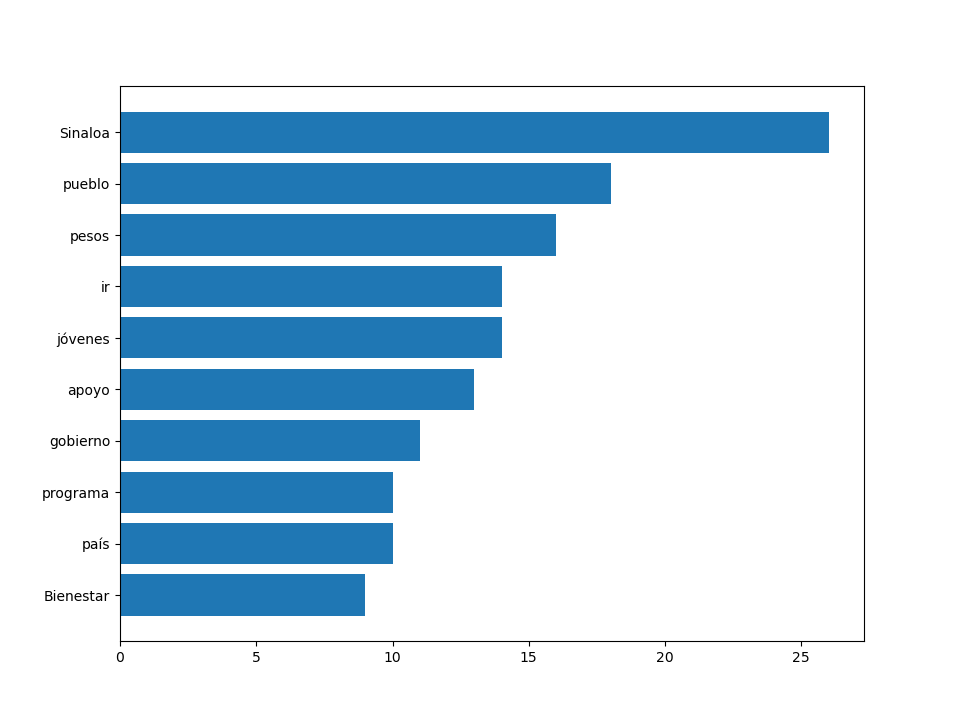 Sinaloa
pueblo
pesos
ir
jóvenes
apoyo
gobierno
programa
país
Bienestar
0 5 10 15 20 25